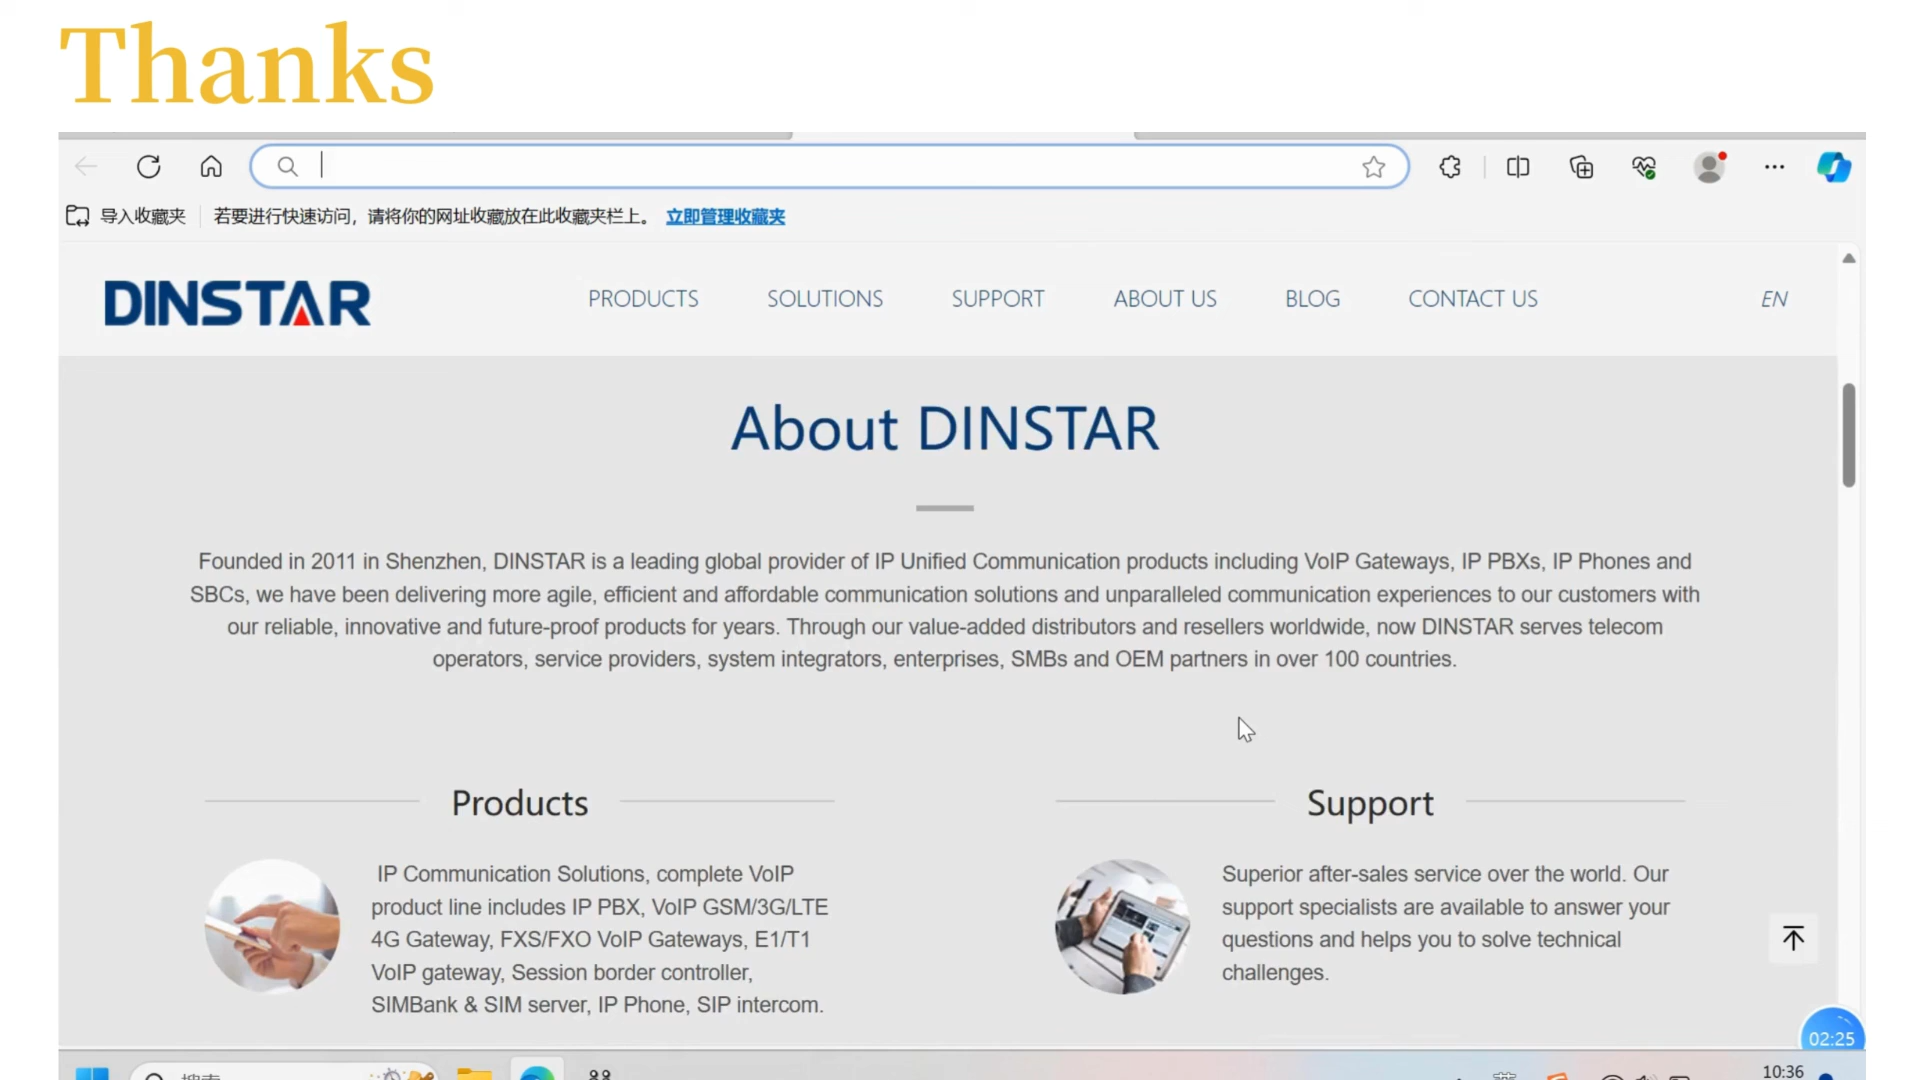 Thanks
导入收藏夹 若要进行快速访问，请将你的网址收藏放在此收藏夹栏上。 立即管理收藏夹
DINSTAR PRODUCTS SOLUTIONS SUPPORT ABOUT US BLOG CONTACT US EN
About DINSTAR
Founded in 2011 in Shenzhen, DINSTAR is a leading global provider of IP Unified Communication products including VoIP Gateways, IP PBXs, IP Phones and
SBCs, we have been delivering more agile, efficient and affordable communication solutions and unparalleled communication experiences to our customers with
our reliable, innovative and future-proof products for years. Through our value-added distributors and resellers worldwide, now DINSTAR serves telecom
operators, service providers, system integrators, enterprises, SMBs and OEM partners in over 100 countries.
Products
IP Communication Solutions, complete VoIP
product line includes IP PBX, VoIP GSM/3G/LTE
4G Gateway, FXS/FXO VoIP Gateways, E1/T1
VoIP gateway, Session border controller,
SIMBank & SIM server, IP Phone, SIP intercom.
Support
Superior after-sales service over the world. Our
support specialists are available to answer your
questions and helps you to solve technical
challenges.
02:25
10:36